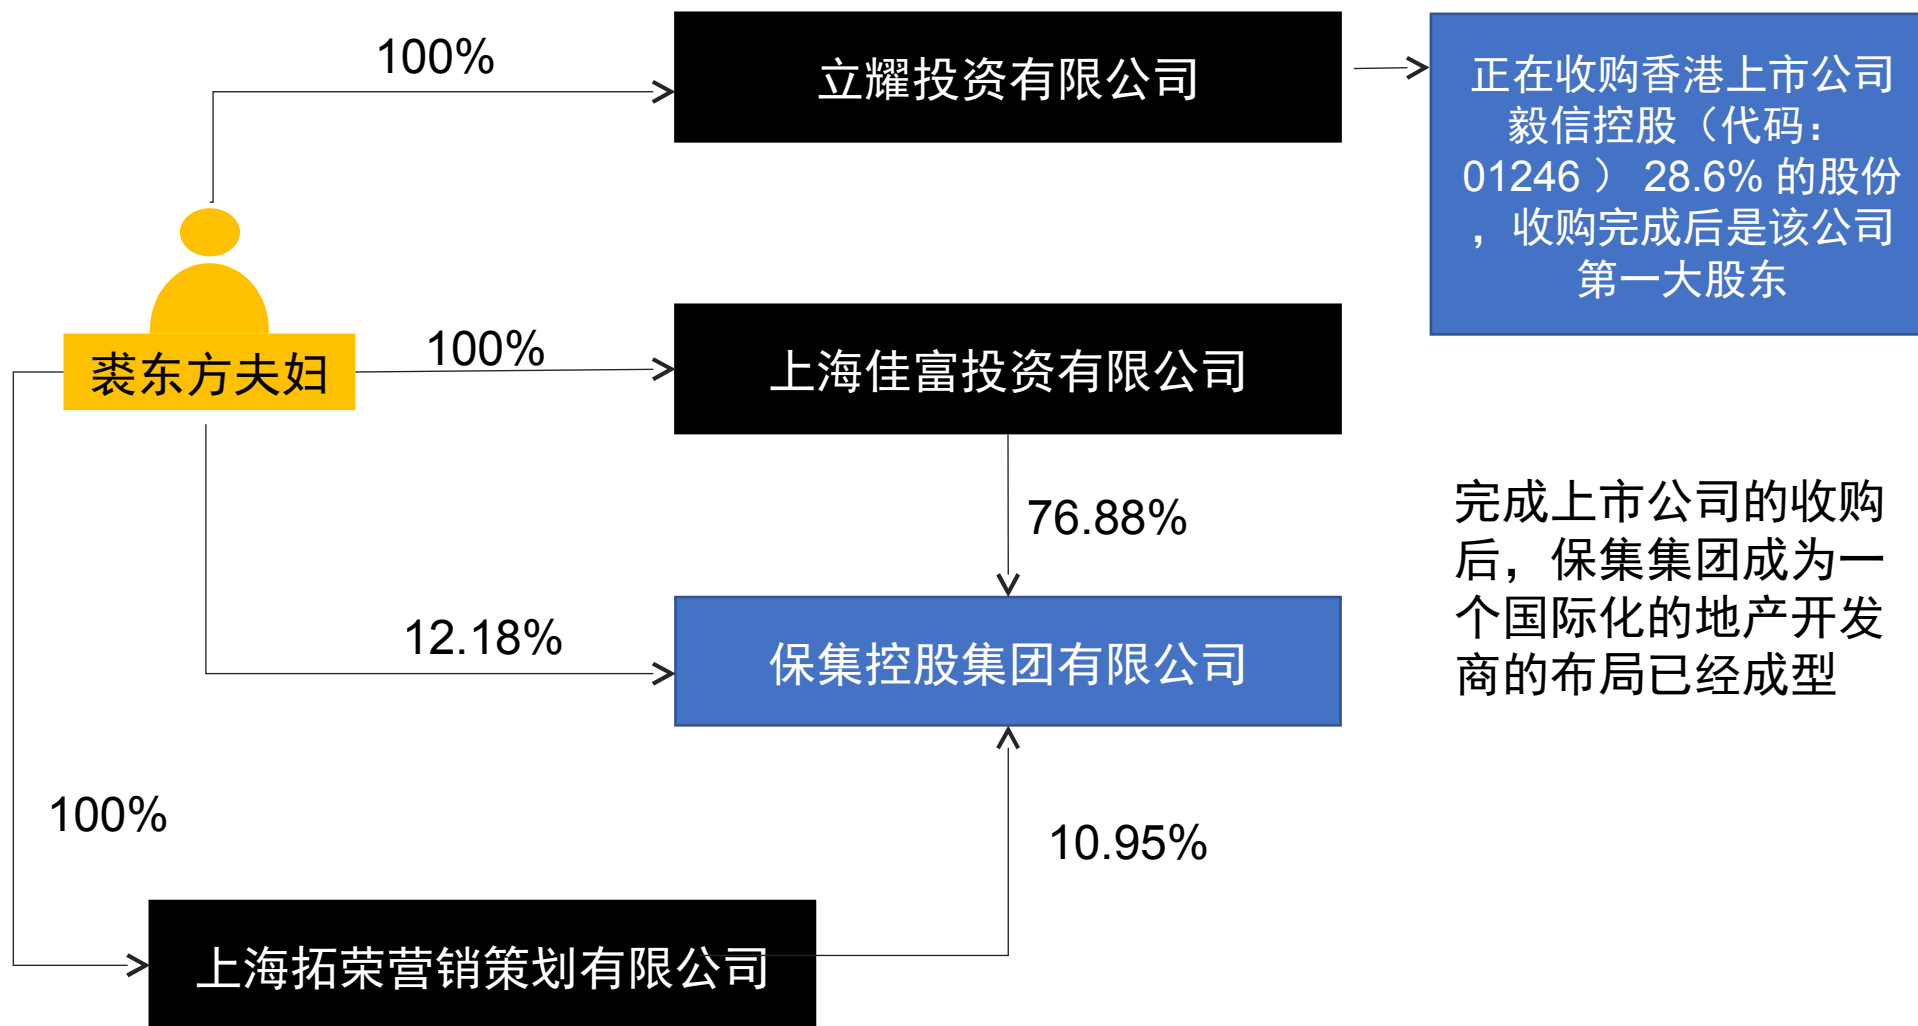 100%
立耀投资有限公司
正在收购香港上市公司
毅信控股（代码：
01246 ） 28.6% 的股份
，收购完成后是该公司
第一大股东
裘东方夫妇
100%
上海佳富投资有限公司
76.88%
完成上市公司的收购
后，保集集团成为一
个国际化的地产开发
商的布局已经成型
12.18%
保集控股集团有限公司
100%
10.95%
上海拓荣营销策划有限公司